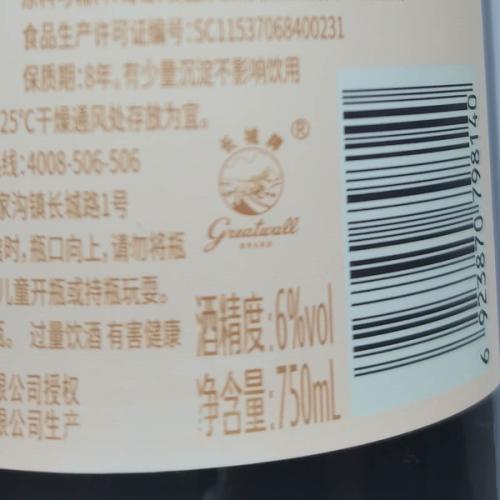 食品生产许可证编号:SC11537068400231
保质期:8年,有少量沉淀不影响饮用
25℃干燥通风处存放为宜。
线:4008-506-506
家沟镇长城路1号
时,瓶口向上,请勿将瓶
儿童开瓶或持瓶玩耍。
过量饮酒 有害健康
限公司授权
限公司生产
长城牌
®
Greatwall
酒精度:6%vol
净含量:750mL
6 923870 798140